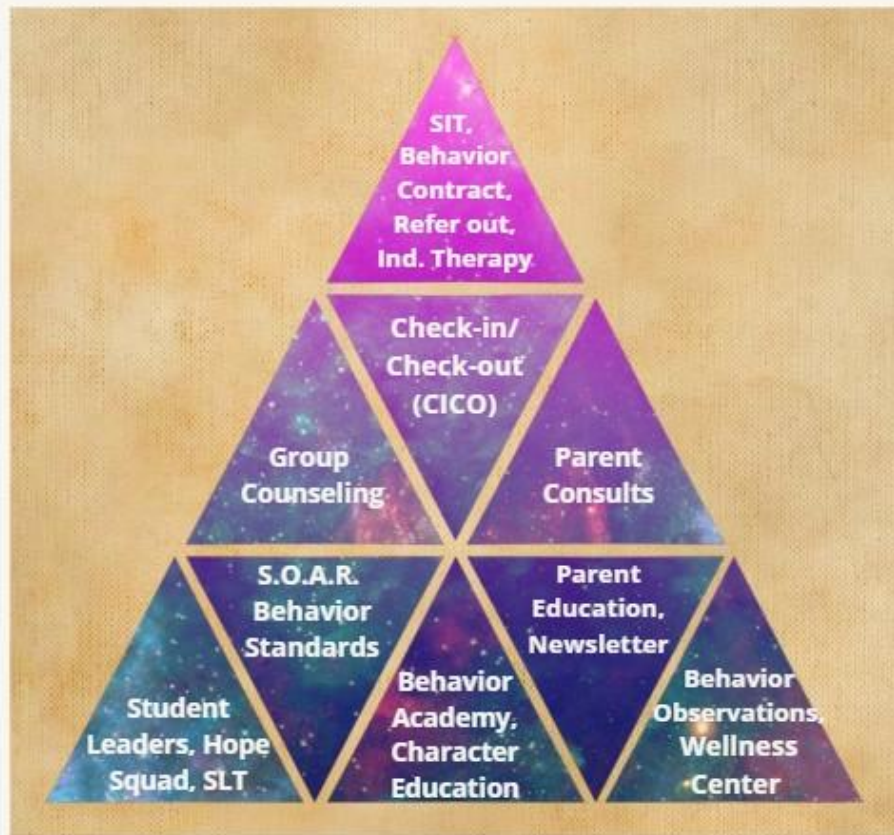 SIT,
Behavior
Contract,
Refer out,
Ind. Therapy
Check-in/
Check-out
(CICO)
Group
Counseling
Parent
Consults
S.O.A.R.
Behavior
Standards
Parent
Education,
Newsletter
Student
Leaders, Hope
Squad, SLT
Behavior
Academy,
Character
Education
Behavior
Observations,
Wellness
Center